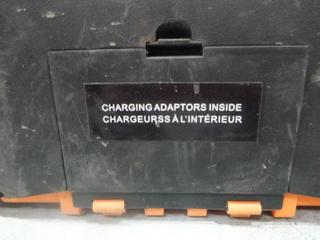 CHARGING ADAPTORS INSIDE
CHARGEURSS À L'INTÉRIEUR